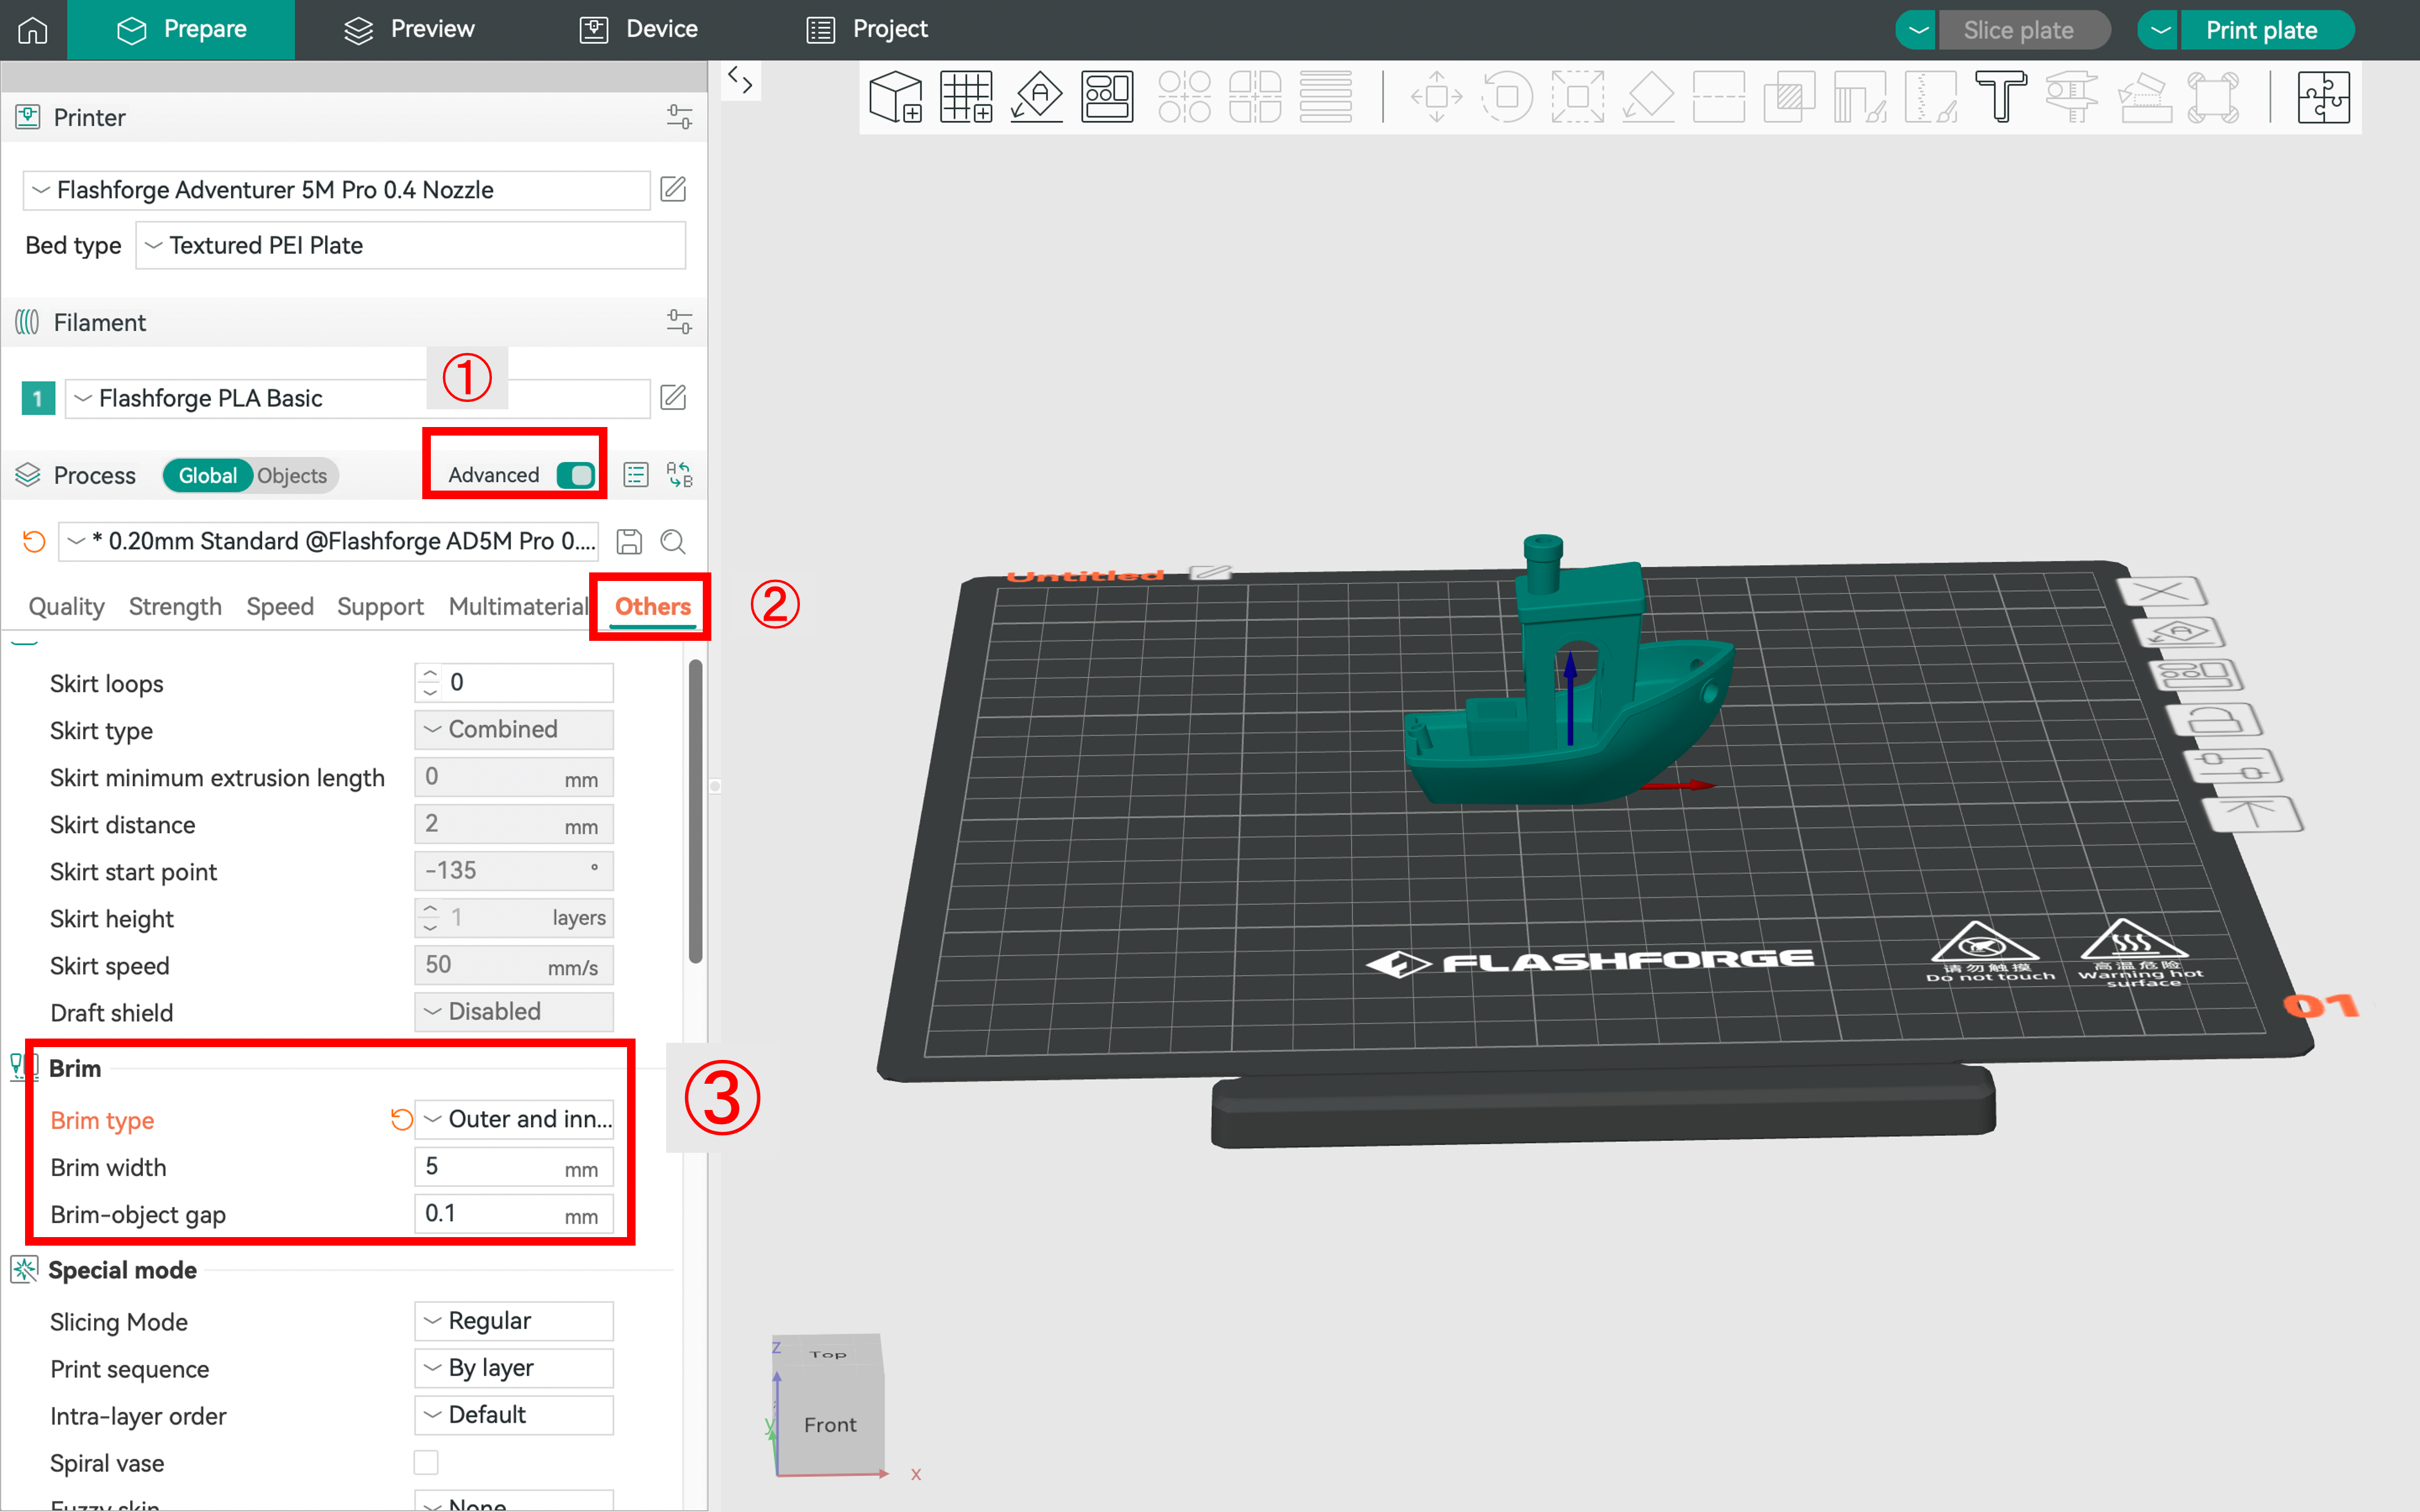 Prepare
Preview
Device
Project
Slice plate
Print plate
Printer
Flashforge Adventurer 5M Pro 0.4 Nozzle
Bed type
Textured PEI Plate
Filament
①
1
Flashforge PLA Basic
Process
Global
Objects
Advanced
* 0.20mm Standard @Flashforge AD5M Pro 0....
Quality
Strength
Speed
Support
Multimaterial
Others
②
Skirt loops
0
Skirt type
Combined
Skirt minimum extrusion length
0 mm
Skirt distance
2 mm
Skirt start point
-135 °
Skirt height
1 layers
Skirt speed
50 mm/s
Draft shield
Disabled
Brim
③
Brim type
Outer and inn...
Brim width
5 mm
Brim-object gap
0.1 mm
Special mode
Slicing Mode
Regular
Print sequence
By layer
Intra-layer order
Default
Spiral vase
Fuzzy skin
None
Untitled
FLASHFORGE
请勿触摸
Do not touch
高温危险
Warning hot
surface
01
Top
Front
z
y
x